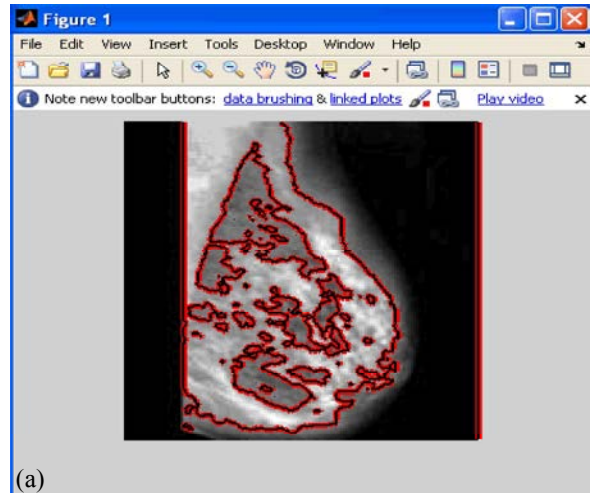 Figure 1
File Edit View Insert Tools Desktop Window Help
Note new toolbar buttons: data brushing & linked plots Play video
(a)